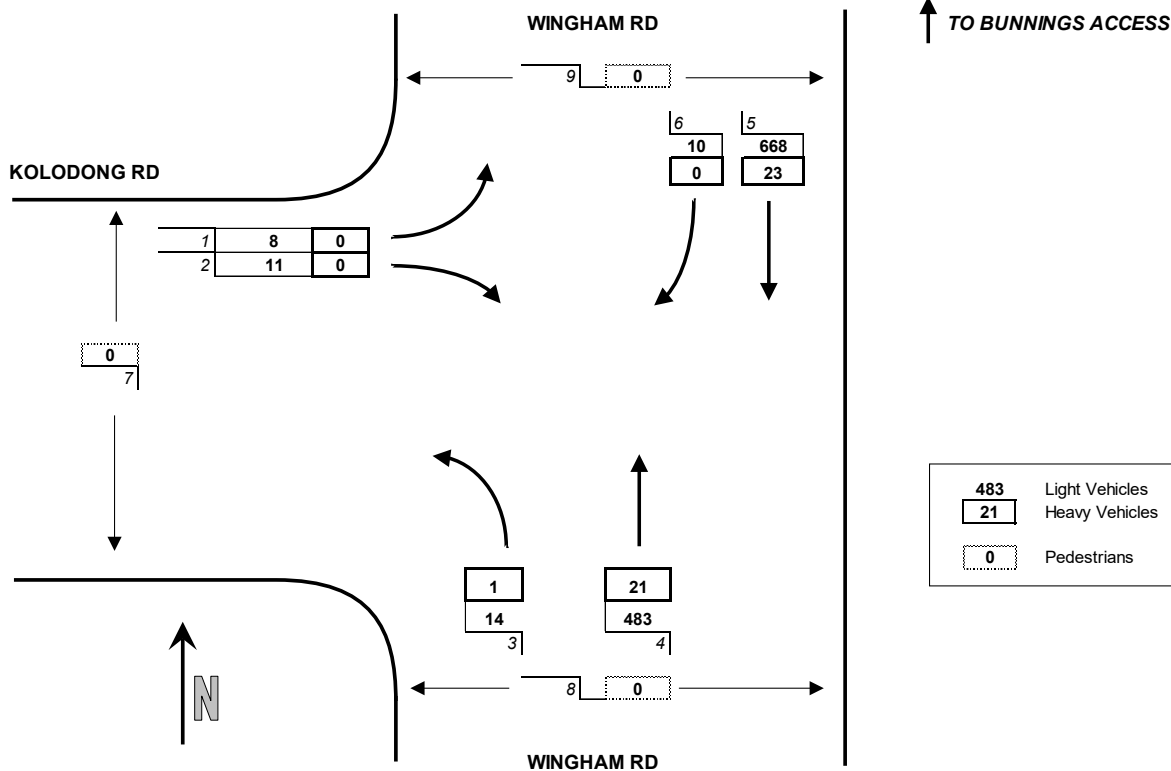 WINGHAM RD
TO BUNNINGS ACCESS
9 0
6 5
10 668
0 23
KOLODONG RD
1 8 0
2 11 0
0
7
483 Light Vehicles
21 Heavy Vehicles
0 Pedestrians
1 21
14 483
3 4
8 0
N
WINGHAM RD